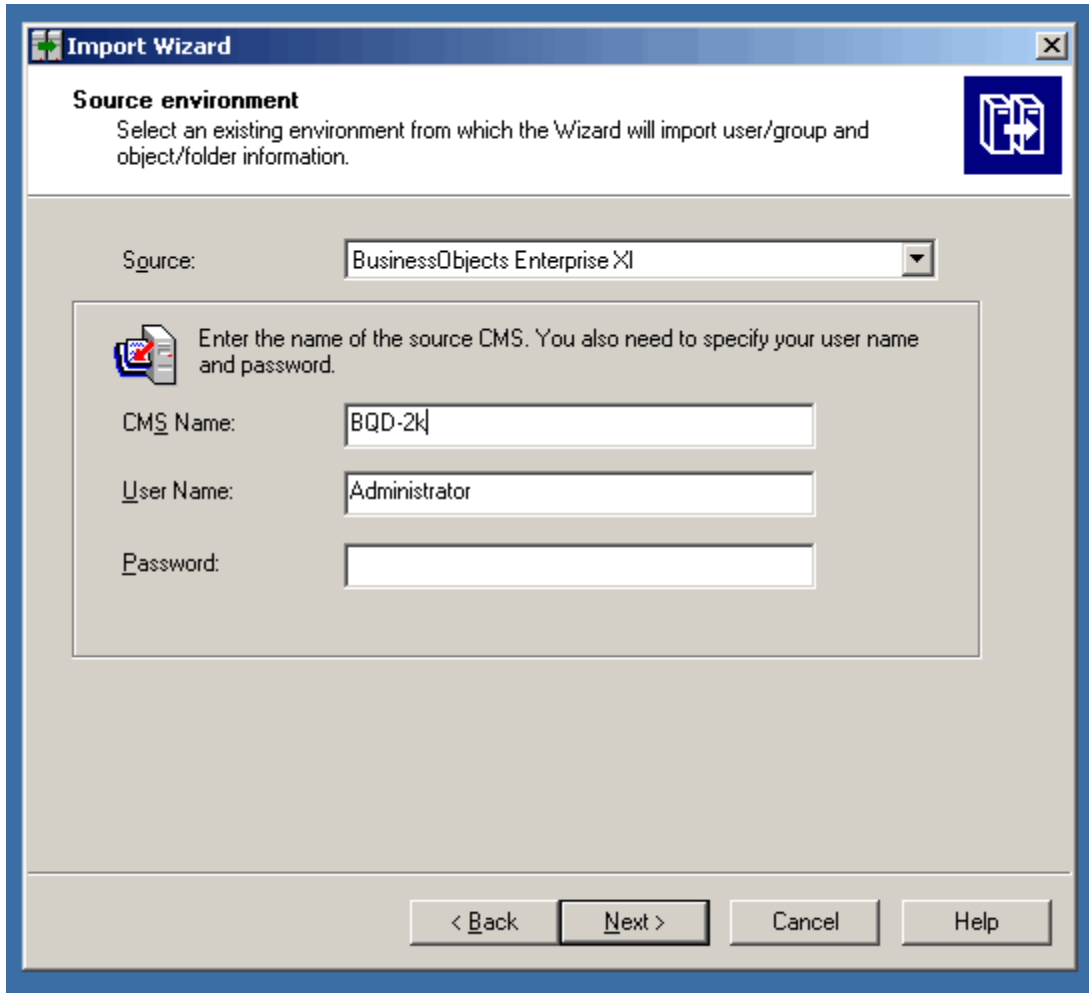 Import Wizard
Source environment
Select an existing environment from which the Wizard will import user/group and
object/folder information.
Source:
BusinessObjects Enterprise XI
Enter the name of the source CMS. You also need to specify your user name
and password.
CMS Name:
BQD-2k
User Name:
Administrator
Password:
< Back
Next >
Cancel
Help